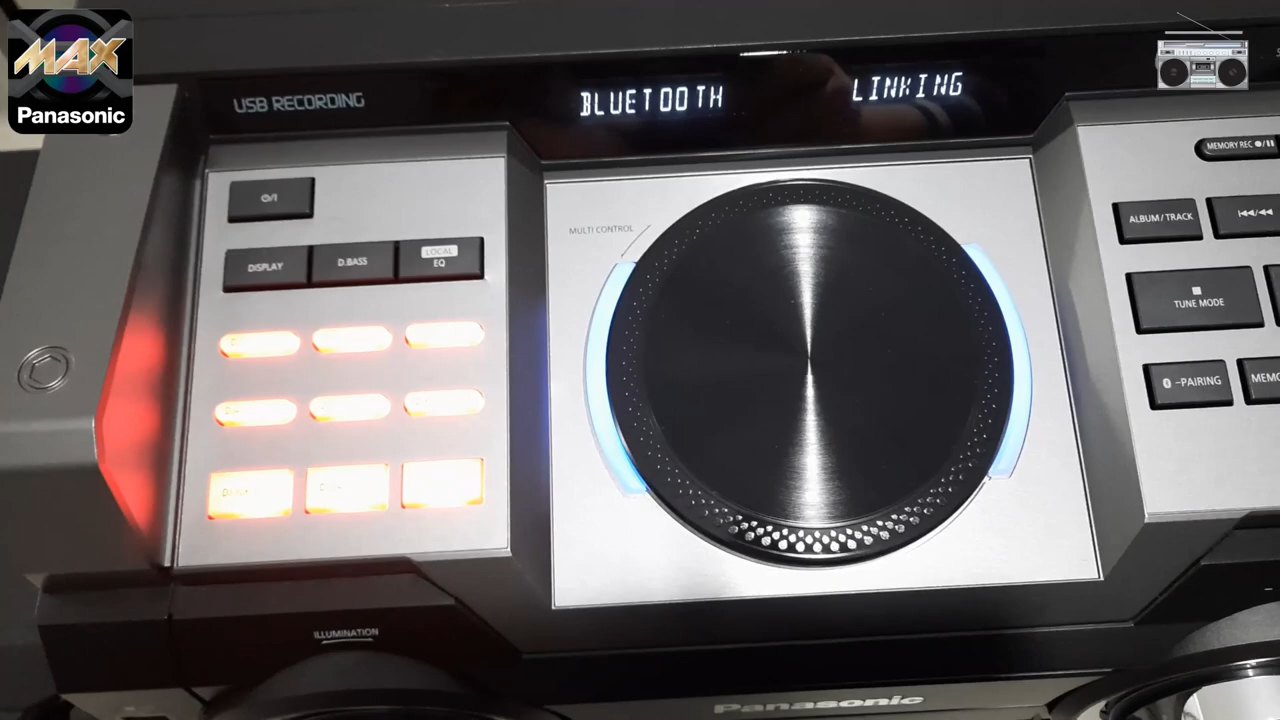 MAX
Panasonic
USB RECORDING
BLUETOOTH
LINKING
MEMORY REC
MULTI CONTROL
DISPLAY
D.BASS
LOCAL
EQ
ALBUM/TRACK
TUNE MODE
-PAIRING
MEMO
ILLUMINATION
Panasonic